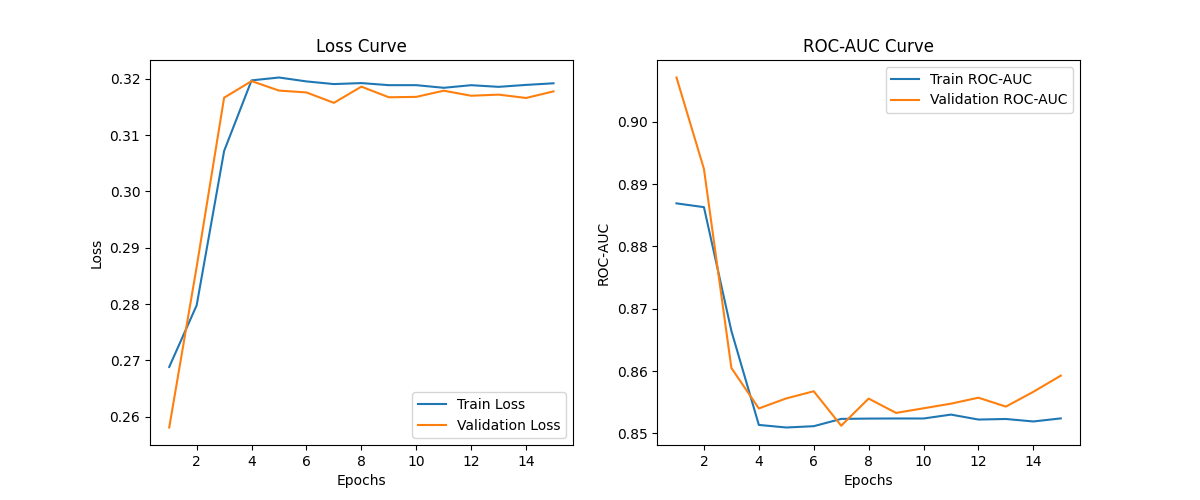 Loss Curve
0.32
0.31
0.30
0.29
0.28
0.27
0.26
Loss
2 4 6 8 10 12 14
Epochs
Train Loss
Validation Loss
ROC-AUC Curve
0.90
0.89
0.88
0.87
0.86
0.85
ROC-AUC
2 4 6 8 10 12 14
Epochs
Train ROC-AUC
Validation ROC-AUC